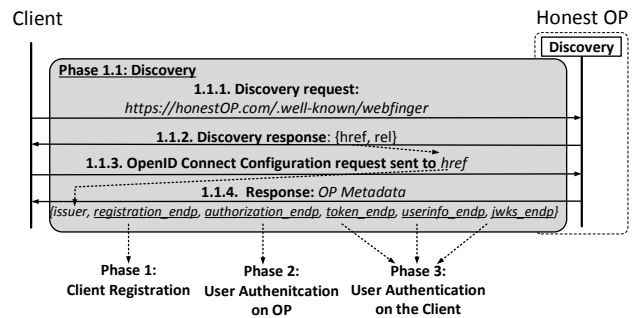 Client
Honest OP
Discovery
Phase 1.1: Discovery
1.1.1. Discovery request:
https://honestOP.com/.well-known/webfinger
1.1.2. Discovery response: {href, rel}
1.1.3. OpenID Connect Configuration request sent to href
1.1.4. Response: OP Metadata
{issuer, registration_endp, authorization_endp, token_endp, userinfo_endp, jwks_endp}
Phase 1:
Client Registration
Phase 2:
User Authenitcation
on OP
Phase 3:
User Authentication
on the Client